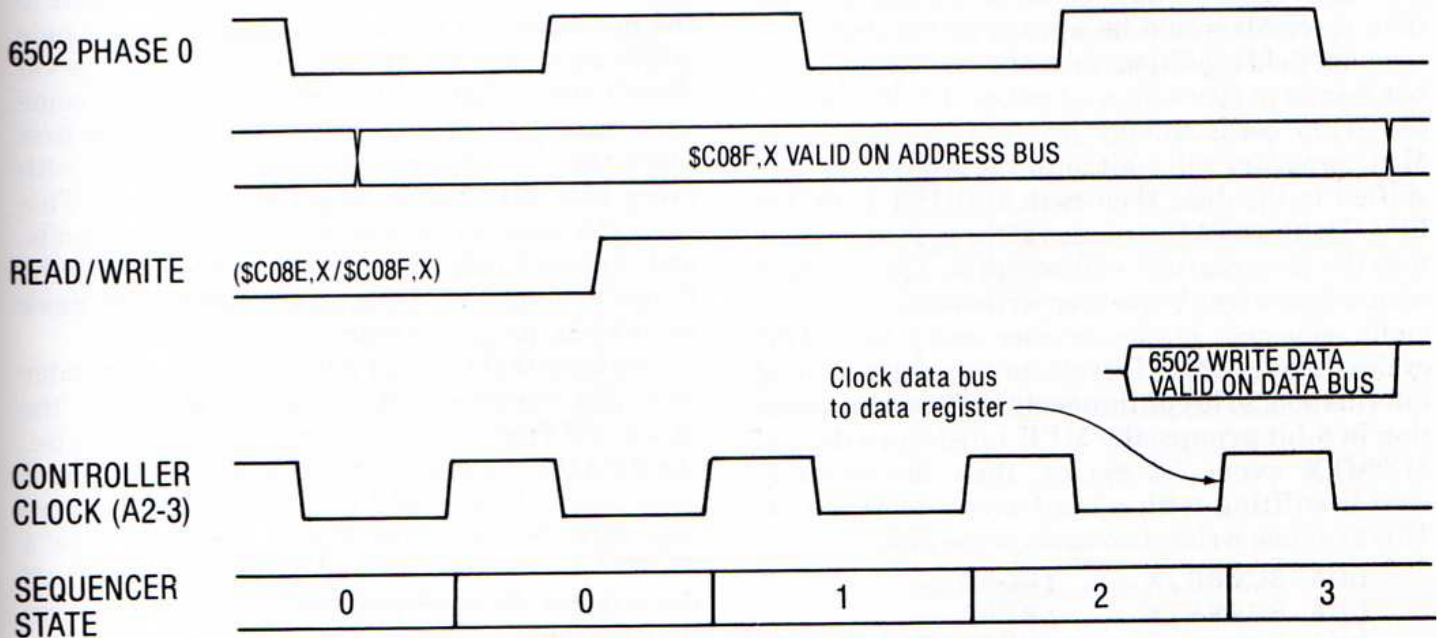 6502 PHASE 0
$C08F,X VALID ON ADDRESS BUS
READ/WRITE
($C08E,X/$C08F,X)
6502 WRITE DATA
VALID ON DATA BUS
Clock data bus
to data register
CONTROLLER
CLOCK (A2-3)
SEQUENCER
STATE
0
0
1
2
3